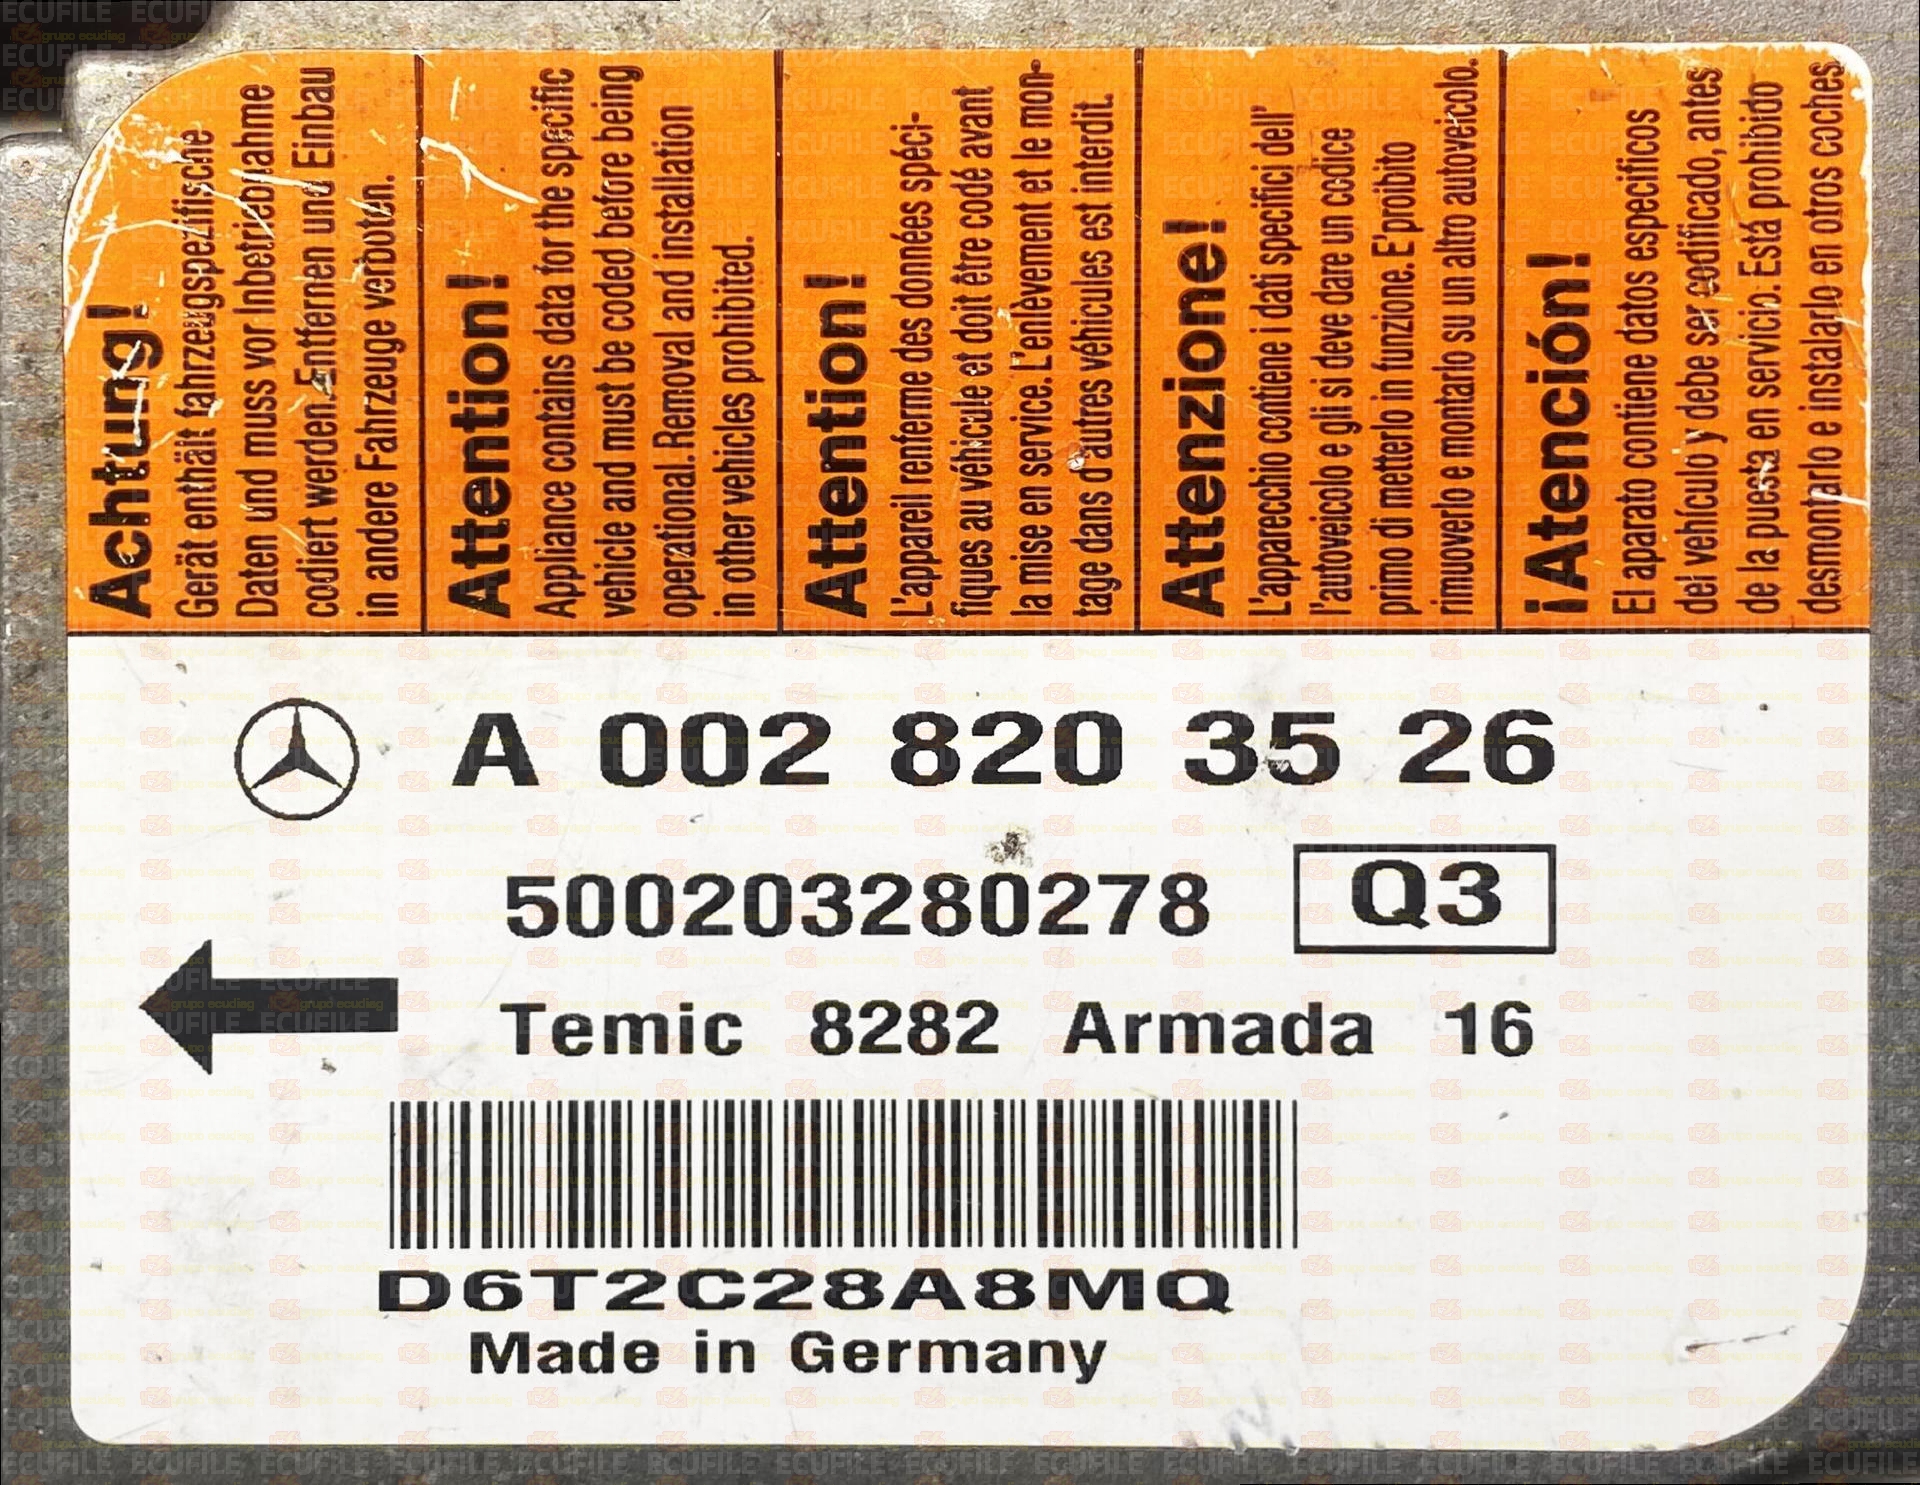 Achtung!
Gerät enthält fahrzeugspezifische
Daten und muss vor Inbetriebnahme
codiert werden. Entfernen und Einbau
in andere Fahrzeuge verboten.
Attention!
Appliance contains data for the specific
vehicle and must be coded before being
operational. Removal and installation
in other vehicles prohibited.
Attention!
L'appareil renferme des données spéci-
fiques au véhicule et doit être codé avant
la mise en service. L'enlèvement et le mon-
tage dans d'autres véhicules est interdit.
Attenzione!
L'apparecchio contiene i dati specifici dell'
l'autoveicolo e gli si deve dare un codice
primo di metterlo in funzione. E'proibito
rimuoverlo e montarlo su un altro autoveicolo.
¡Atención!
El aparato contiene datos especificos
del vehículo y debe ser codificado, antes
de la puesta en servicio. Está prohibido
desmontarlo e instalarlo en otros coches
A 002 820 35 26
500203280278 Q3
Temic 8282 Armada 16
D6T2C28A8MQ
Made in Germany
ECUFILE
grupo ecudiag